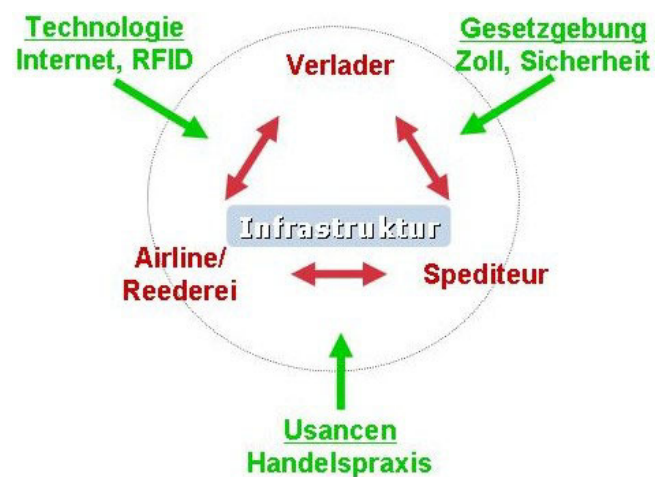 Technologie
Internet, RFID
Gesetzgebung
Zoll, Sicherheit
Verlader
Infrastruktur
Airline/
Reederei
Spediteur
Usancen
Handelspraxis